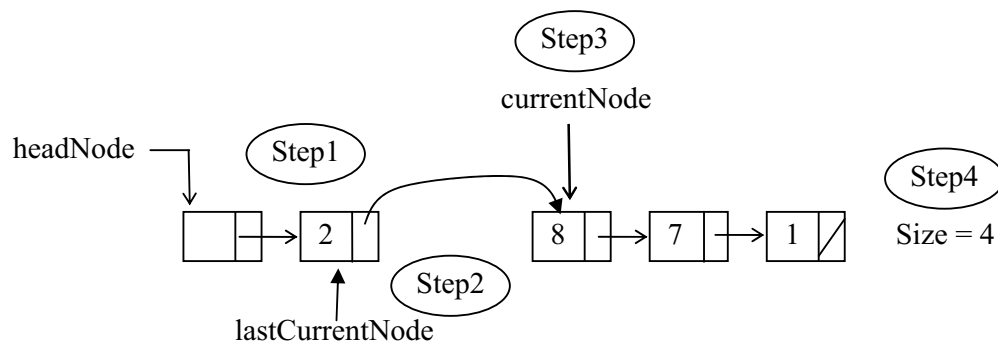 Step3
currentNode
headNode
Step1
Step4
2
8
7
1
Size = 4
Step2
lastCurrentNode